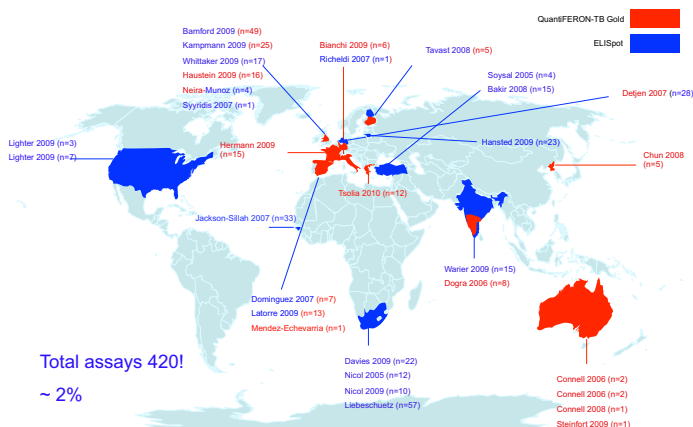 QuantiFERON-TB Gold
ELISpot
Bamford 2009 (n=49)
Kampmann 2009 (n=25)
Whittaker 2009 (n=17)
Haustein 2009 (n=16)
Neira-Munoz 2009 (n=4)
Syyridis 2007 (n=1)
Bianchi 2009 (n=6)
Richeldi 2007 (n=1)
Tavast 2008 (n=5)
Soysal 2005 (n=4)
Bakir 2008 (n=15)
Detjen 2007 (n=28)
Lighter 2009 (n=3)
Lighter 2009 (n=7)
Hermann 2009
(n=15)
Hansted 2009 (n=23)
Chun 2008
(n=5)
Tsolia 2010 (n=12)
Jackson-Sillah 2007 (n=33)
Warier 2009 (n=15)
Dogra 2006 (n=8)
Dominguez 2007 (n=7)
Latorre 2009 (n=13)
Mendez-Echevarria (n=1)
Total assays 420!
~ 2%
Davies 2009 (n=22)
Nicol 2005 (n=12)
Nicol 2009 (n=10)
Liebeschuetz (n=57)
Connell 2006 (n=2)
Connell 2006 (n=2)
Connell 2008 (n=1)
Steinfort 2009 (n=1)